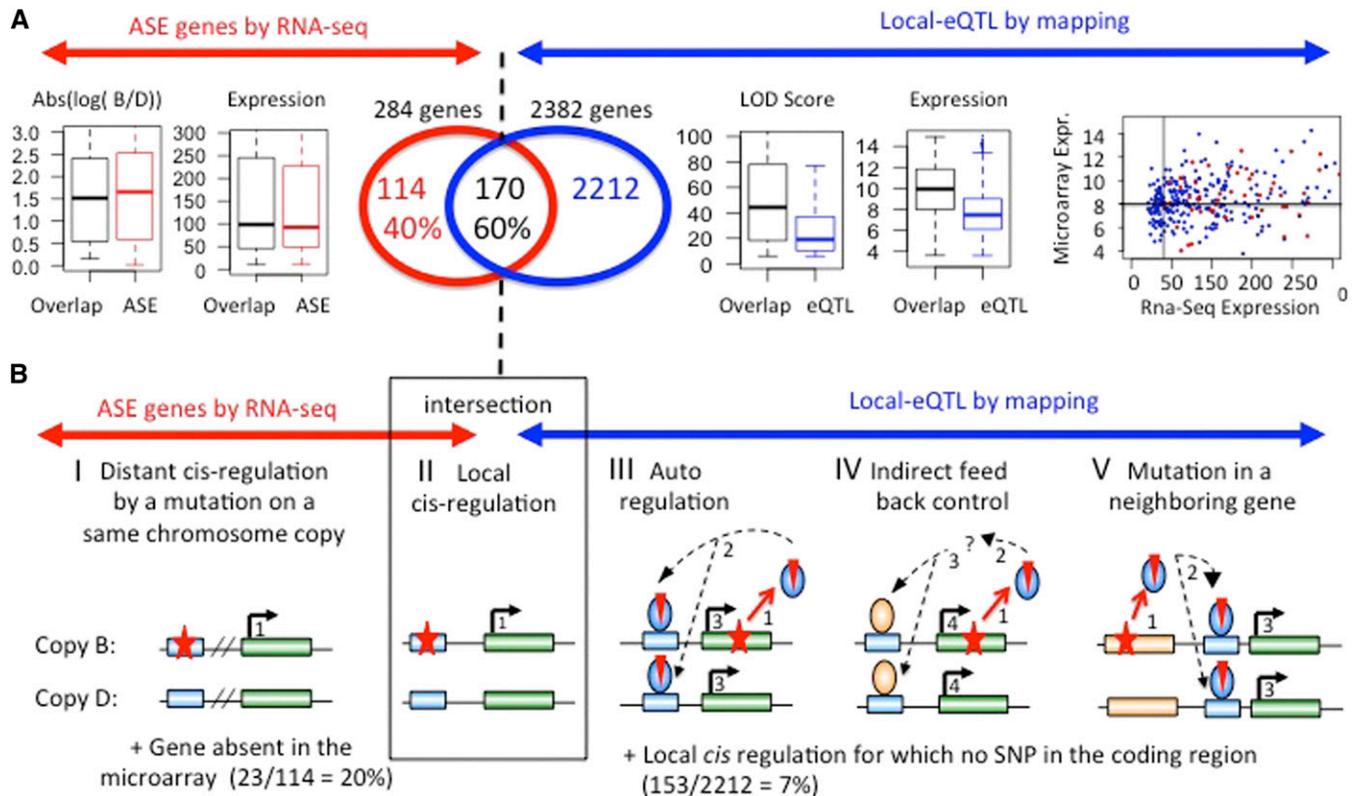 A
ASE genes by RNA-seq
Local-eQTL by mapping
Abs(log( B/D))
Expression
284 genes
2382 genes
LOD Score
Expression
3.0
2.5
2.0
1.5
1.0
0.5
0.0
300
250
200
150
100
50
0
114
40%
170
60%
2212
100
80
60
40
20
0
14
12
10
8
6
4
Microarray Expr.
14
12
10
8
6
4
0 50 100 150 200 250
0
Rna-Seq Expression
Overlap ASE
Overlap ASE
Overlap eQTL
Overlap eQTL
B
ASE genes by RNA-seq
intersection
Local-eQTL by mapping
I Distant cis-regulation
by a mutation on a
same chromosome copy
II Local
cis-regulation
III Auto
regulation
IV Indirect feed
back control
V Mutation in a
neighboring gene
Copy B:
Copy D:
1
1
2
3
1
3
?
3
2
4
1
4
2
1
3
3
+ Gene absent in the
microarray (23/114 = 20%)
+ Local cis regulation for which no SNP in the coding region
(153/2212 = 7%)